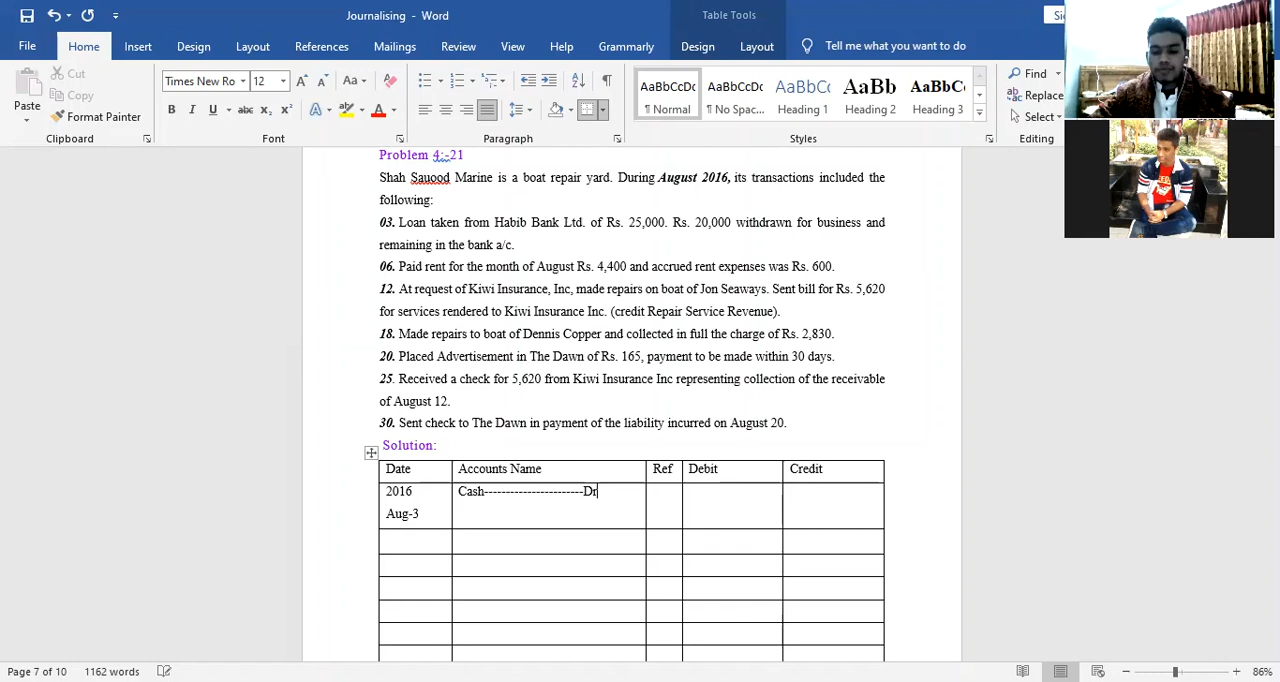 Journalising - Word
Table Tools
File Home Insert Design Layout References Mailings Review View Help Grammarly Design Layout Tell me what you want to do
Paste
Cut
Copy
Format Painter
Clipboard
Times New Ro 12
Font
Paragraph
AaBbCcDc AaBbCcDc AaBbC AaBb AaBbC
¶ Normal ¶ No Spac... Heading 1 Heading 2 Heading 3
Styles
Find
Replace
Select
Editing
Problem 4:-21
Shah Sauood Marine is a boat repair yard. During August 2016, its transactions included the
following:
03. Loan taken from Habib Bank Ltd. of Rs. 25,000. Rs. 20,000 withdrawn for business and
remaining in the bank a/c.
06. Paid rent for the month of August Rs. 4,400 and accrued rent expenses was Rs. 600.
12. At request of Kiwi Insurance, Inc, made repairs on boat of Jon Seaways. Sent bill for Rs. 5,620
for services rendered to Kiwi Insurance Inc. (credit Repair Service Revenue).
18. Made repairs to boat of Dennis Copper and collected in full the charge of Rs. 2,830.
20. Placed Advertisement in The Dawn of Rs. 165, payment to be made within 30 days.
25. Received a check for 5,620 from Kiwi Insurance Inc representing collection of the receivable
of August 12.
30. Sent check to The Dawn in payment of the liability incurred on August 20.
Solution:
Date Accounts Name Ref Debit Credit
2016 Cash-----------------------Dr
Aug-3
Page 7 of 10 1162 words
86%